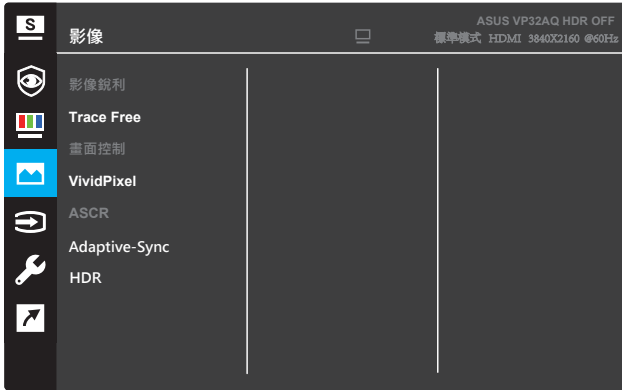 S
影像
ASUS VP32AQ HDR OFF
標準模式 HDMI 3840X2160 @60Hz
影像銳利
Trace Free
畫面控制
VividPixel
ASCR
Adaptive-Sync
HDR